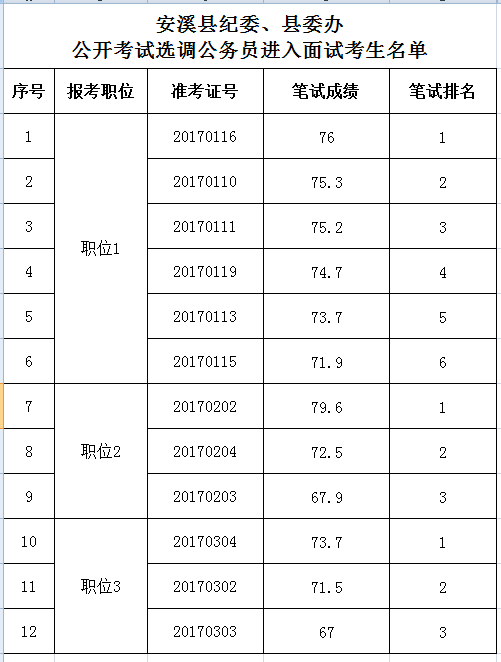 安溪县纪委、县委办
公开考试选调公务员进入面试考生名单
序号 报考职位 准考证号 笔试成绩 笔试排名
1 20170116 76 1
2 20170110 75.3 2
3 20170111 75.2 3
职位1
4 20170119 74.7 4
5 20170113 73.7 5
6 20170115 71.9 6
7 20170202 79.6 1
8 职位2 20170204 72.5 2
9 20170203 67.9 3
10 20170304 73.7 1
11 职位3 20170302 71.5 2
12 20170303 67 3